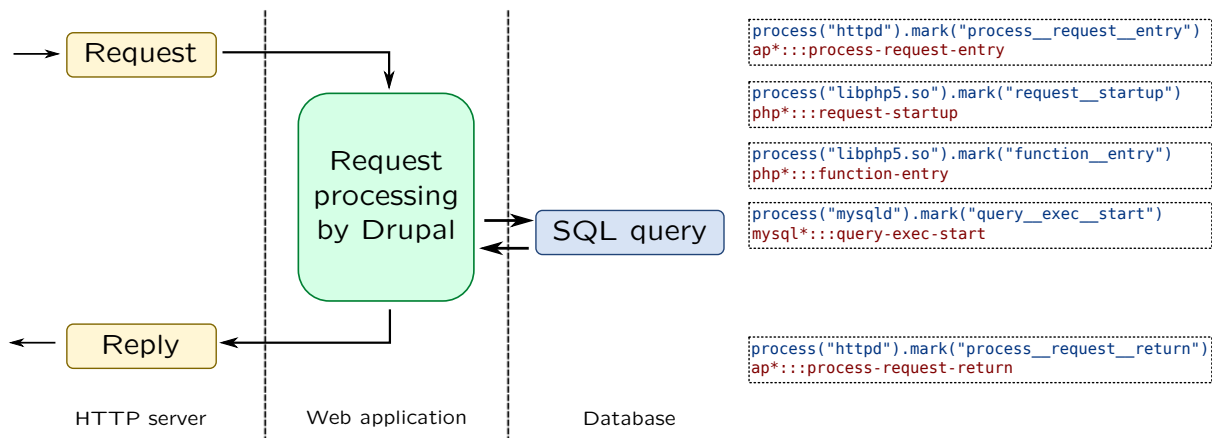 Request
Request
processing
by Drupal
SQL query
Reply
HTTP server
Web application
Database
process("httpd").mark("process__request__entry")
ap*:::process-request-entry
process("libphp5.so").mark("request__startup")
php*:::request-startup
process("libphp5.so").mark("function__entry")
php*:::function-entry
process("mysqld").mark("query__exec__start")
mysql*:::query-exec-start
process("httpd").mark("process__request__return")
ap*:::process-request-return